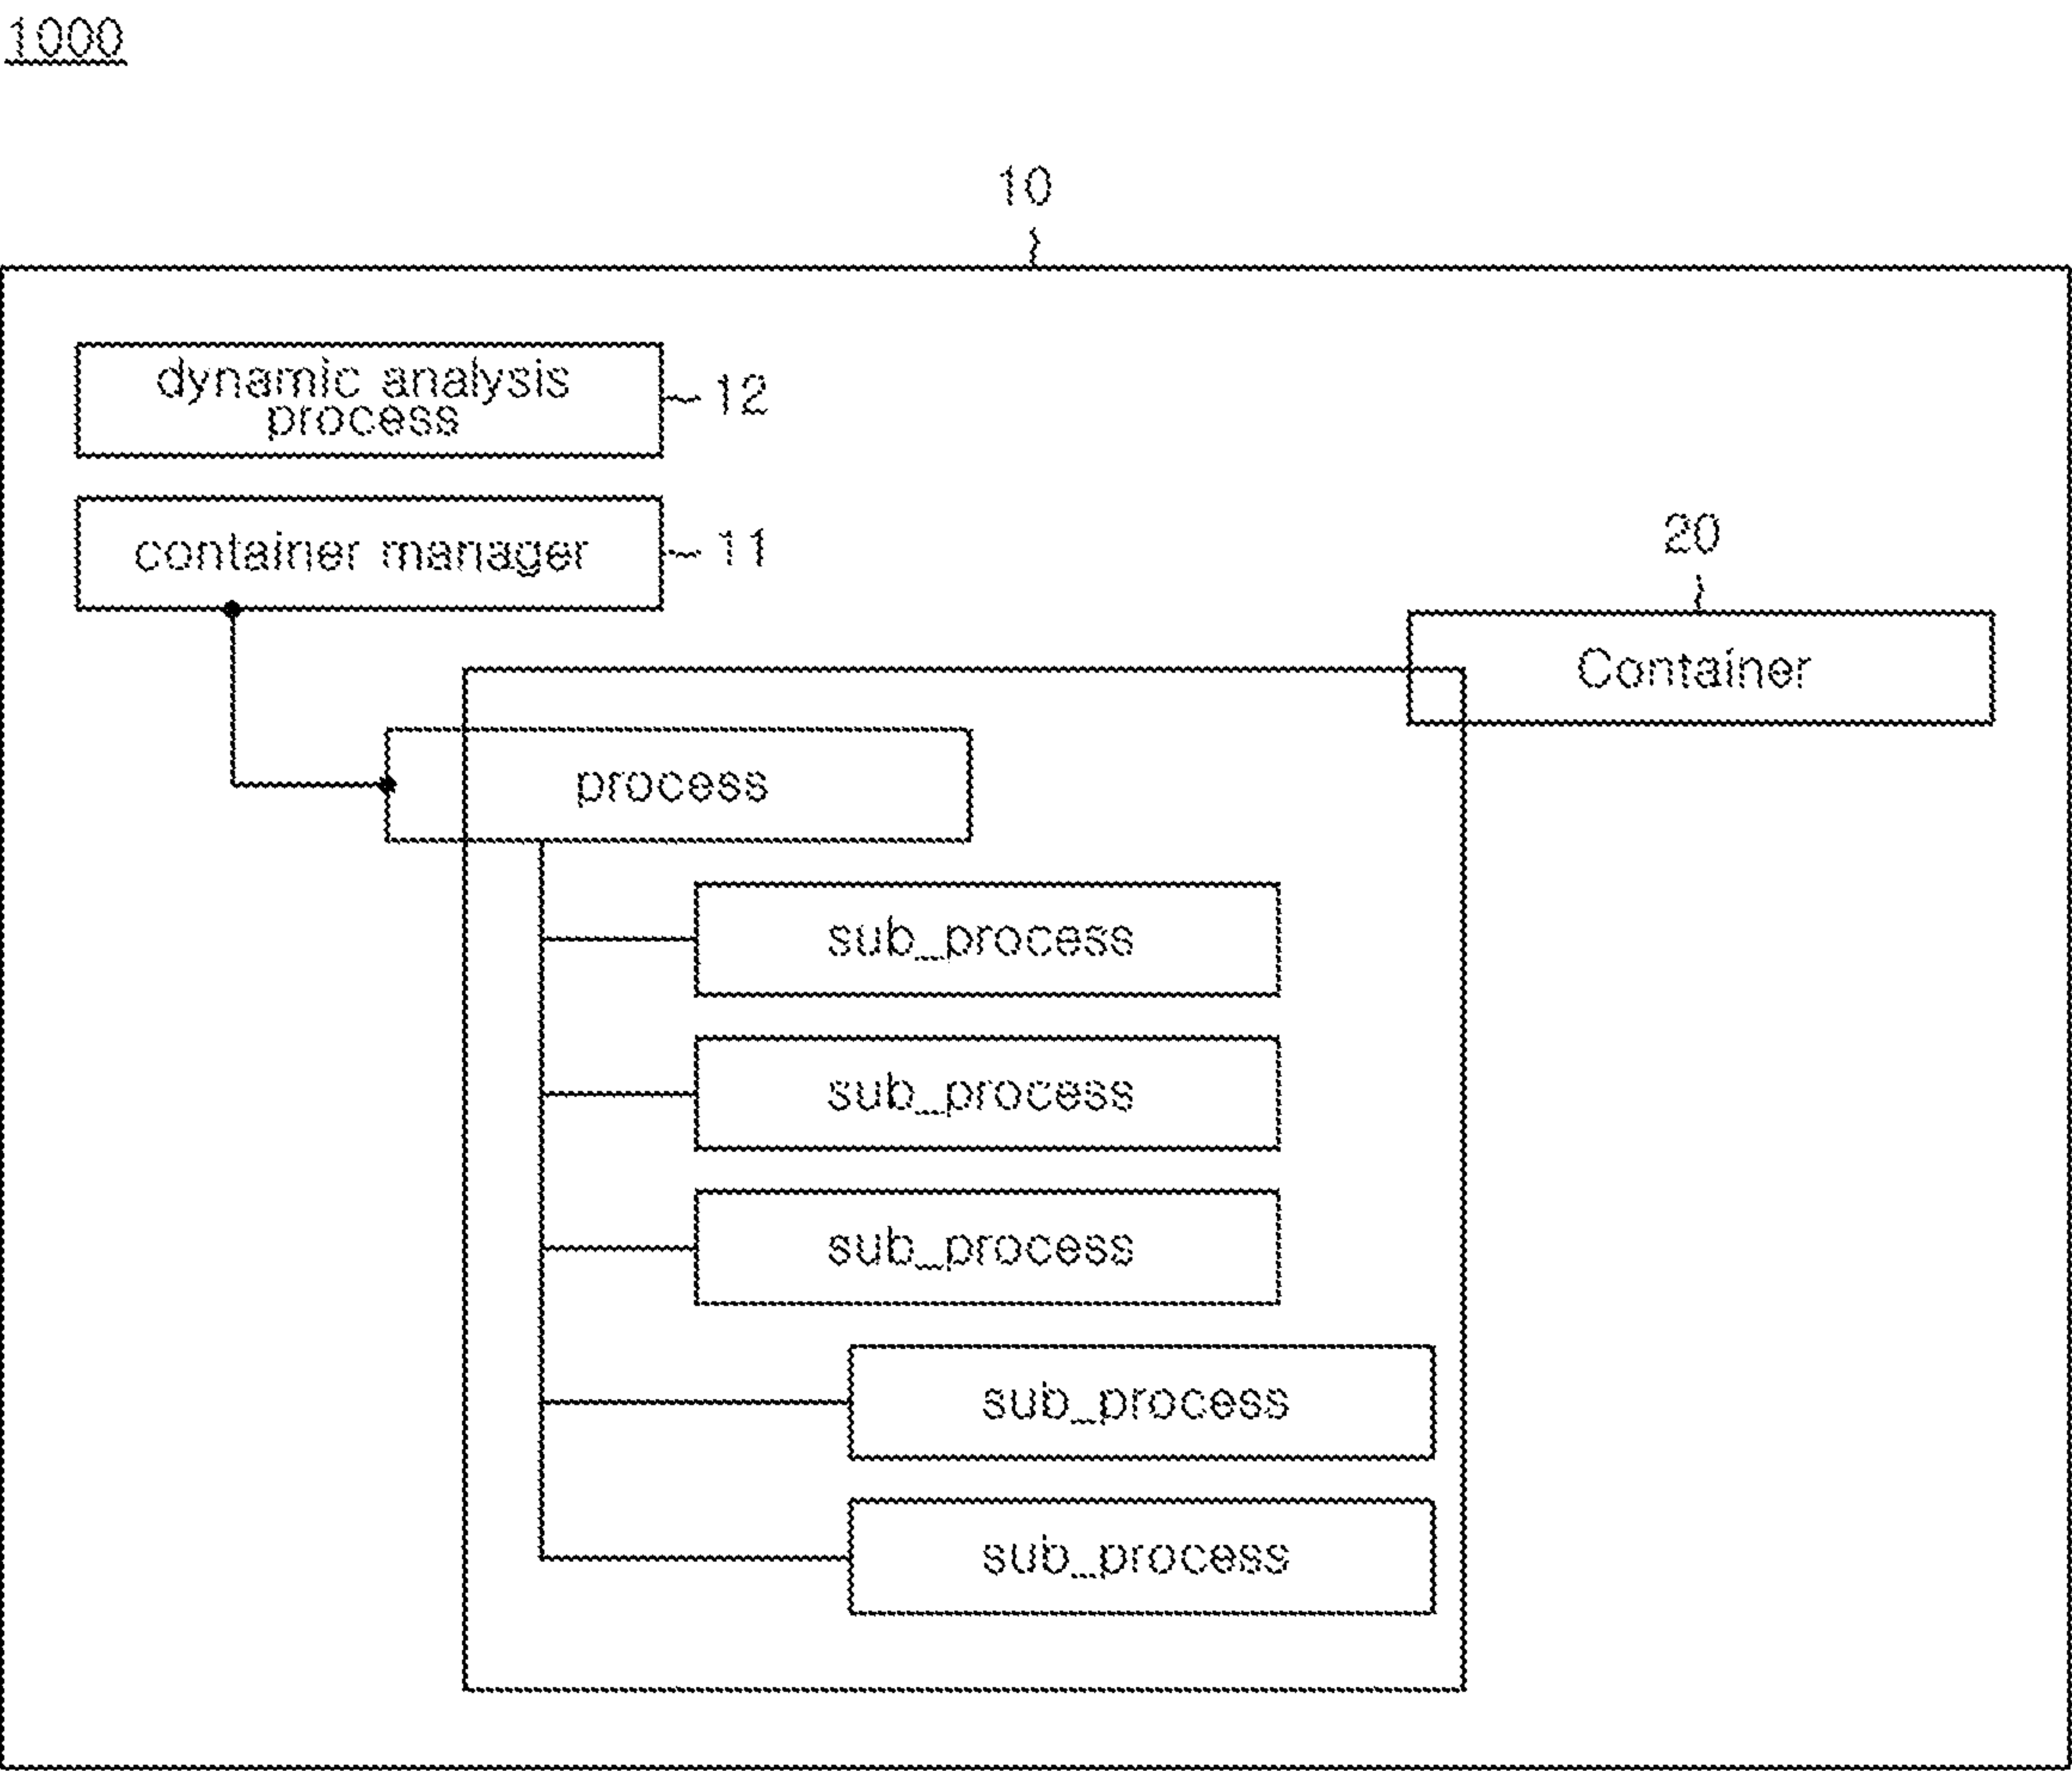 1000
10
dynamic analysis
process
12
container manager
11
20
Container
process
sub_process
sub_process
sub_process
sub_process
sub_process